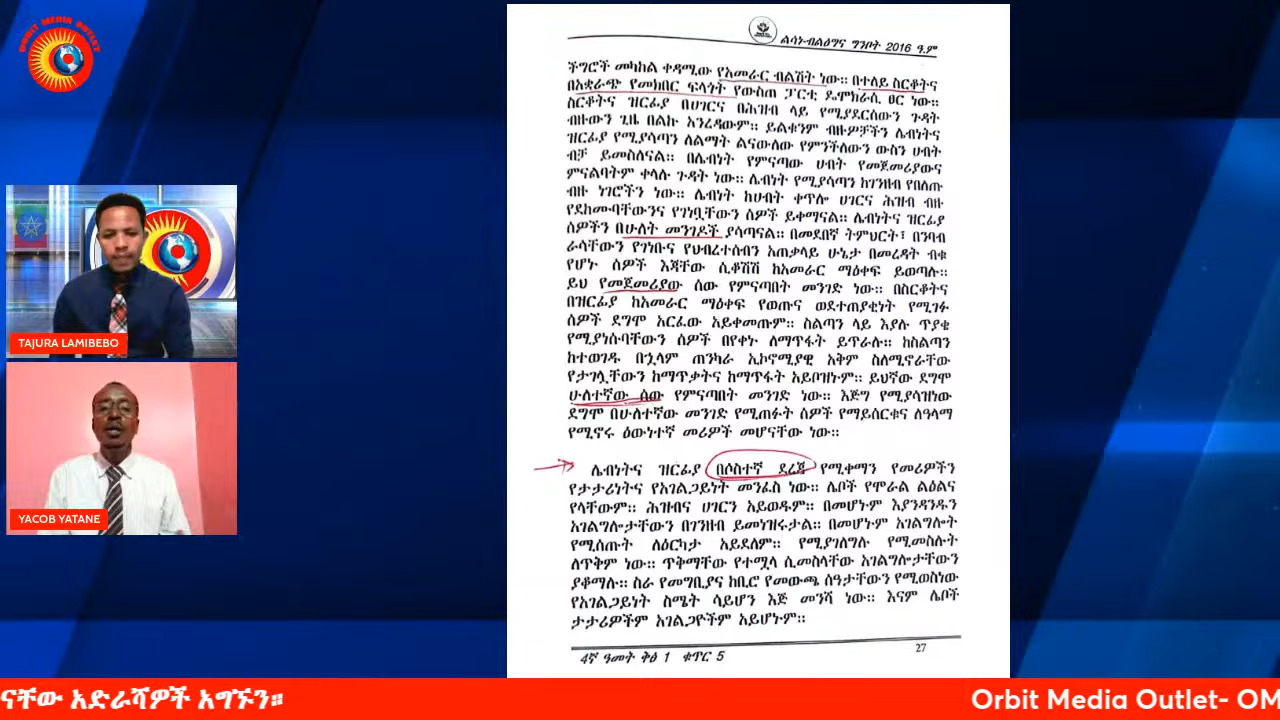 ORBIT MEDIA OUTLET
TAJURA LAMIBEBO
YACOB YATANE
ልሳነ-ብልፅግና ግንቦት 2016 ዓ.ም
ችግሮች መካከል ቀዳሚው የአመራር ብልሽት ነው፡፡ በተለይ ስርቆትና
በአቋራጭ የመክበር ፍላጎት የውስጠ ፓርቲ ዴሞክራሲ ፀር ነው፡፡
ስርቆትና ዝርፊያ በሀገርና በሕዝብ ላይ የሚያደርሰውን ጉዳት
ብዙውን ጊዜ በልኩ አንረዳውም፡፡ ይልቁንም ብዙዎቻችን ሌብነትና
ዝርፊያ የሚያሳጣን ለልማት ልናውለው የምንችለውን ውስን ሀብት
ብቻ ይመስለናል፡፡ በሌብነት የምናጣው ሀብት የመጀመሪያውና
ምናልባትም ቀላሉ ጉዳት ነው፡፡ ሌብነት የሚያሳጣን ከገንዘብ የበለጡ
ብዙ ነገሮችን ነው፡፡ ሌብነት ከሀብት ቀጥሎ ሀገርና ሕዝብ ብዙ
የደከሙባቸውንና የገነቧቸውን ሰዎች ይቀማናል፡፡ ሌብነትና ዝርፊያ
ሰዎችን በሁለት መንገዶች ያሳጣናል፡፡ በመደበኛ ትምህርት፣ በንባብ
ራሳቸውን የገነቡና የህብረተሰብን አጠቃላይ ሁኔታ በመረዳት ብቁ
የሆኑ ሰዎች እጃቸው ሲቆሽሽ ከአመራር ማዕቀፍ ይወጣሉ፡፡
ይህ የመጀመሪያው ሰው የምናጣበት መንገድ ነው፡፡ በስርቆትና
በዝርፊያ ከአመራር ማዕቀፍ የወጡና ወደተጠያቂነት የሚገፉ
ሰዎች ደግሞ አርፈው አይቀመጡም፡፡ ስልጣን ላይ እያሉ ጥያቄ
የሚያነሱባቸውን ሰዎች በየቀኑ ለማጥፋት ይጥራሉ፡፡ ከስልጣን
ከተወገዱ በኋላም ጠንካራ ኢኮኖሚያዊ አቅም ስለሚኖራቸው
የታገሏቸውን ከማጥቃትና ከማጥፋት አይቦዝኑም፡፡ ይህኛው ደግሞ
ሁለተኛው ሰው የምናጣበት መንገድ ነው፡፡ እጅግ የሚያሳዝነው
ደግሞ በሁለተኛው መንገድ የሚጠፉት ሰዎች የማይሰርቁና ለዓላማ
የሚኖሩ ዕውነተኛ መሪዎች መሆናቸው ነው፡፡
ሌብነትና ዝርፊያ በሶስተኛ ደረጃ የሚቀማን የመሪዎችን
የታታሪነትና የአገልጋይነት መንፈስ ነው፡፡ ሌቦች የሞራል ልዕልና
የላቸውም፡፡ ሕዝብና ሀገርን አይወዱም፡፡ በመሆኑም እያንዳንዱን
አገልግሎታቸውን በገንዘብ ይመነዝሩታል፡፡ በመሆኑም አገልግሎት
የሚሰጡት ለዕርካታ አይደለም፡፡ የሚያገለግሉ የሚመስሉት
ለጥቅም ነው፡፡ ጥቅማቸው የተሟላ ሲመስላቸው አገልግሎታቸውን
ያቆማሉ፡፡ ስራ የመግቢያና ከቢሮ የመውጫ ሰዓታቸውን የሚወስነው
የአገልጋይነት ስሜት ሳይሆን እጅ መንሻ ነው፡፡ እናም ሌቦች
ታታሪዎችም አገልጋዮችም አይሆኑም፡፡
4ኛ ዓመት ቅፅ 1 ቁጥር 5
27
ናቸው አድራሻዎች አግኙን።
Orbit Media Outlet- OM